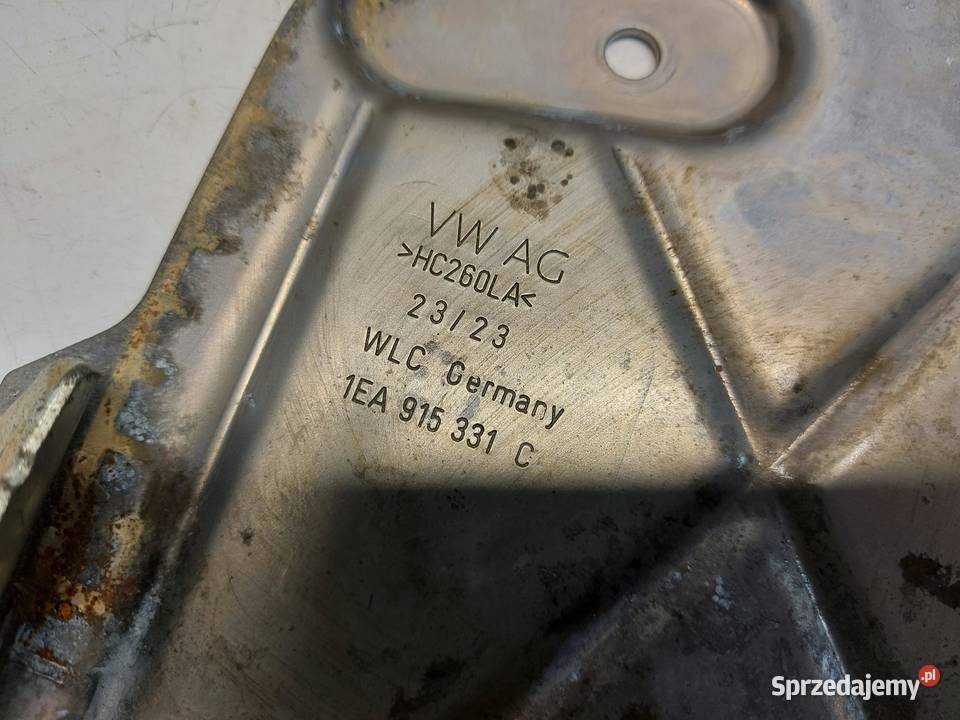 VW AG
>HC260LA<
23/23
WLC Germany
1EA 915 331 C
Sprzedajemy.pl